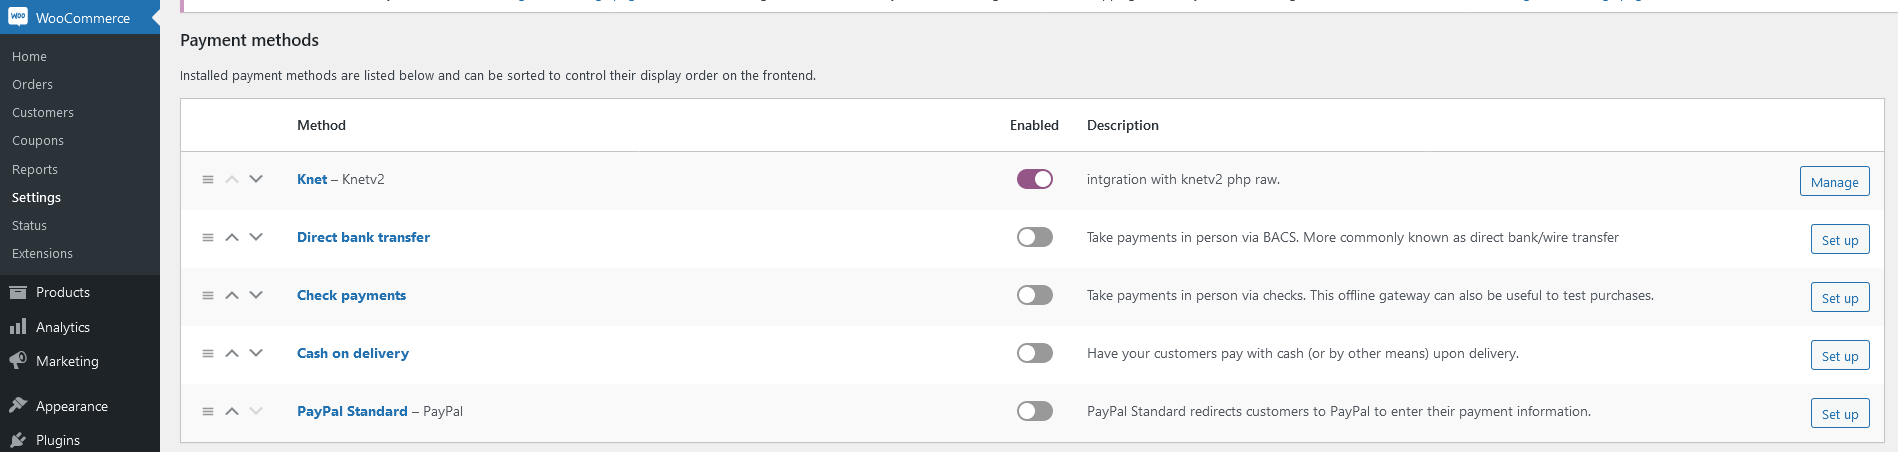 WooCommerce
Home
Orders
Customers
Coupons
Reports
Settings
Status
Extensions
Products
Analytics
Marketing
Appearance
Plugins
Payment methods
Installed payment methods are listed below and can be sorted to control their display order on the frontend.
Method Enabled Description
Knet – Knetv2 intgration with knetv2 php raw. Manage
Direct bank transfer Take payments in person via BACS. More commonly known as direct bank/wire transfer Set up
Check payments Take payments in person via checks. This offline gateway can also be useful to test purchases. Set up
Cash on delivery Have your customers pay with cash (or by other means) upon delivery. Set up
PayPal Standard – PayPal PayPal Standard redirects customers to PayPal to enter their payment information. Set up